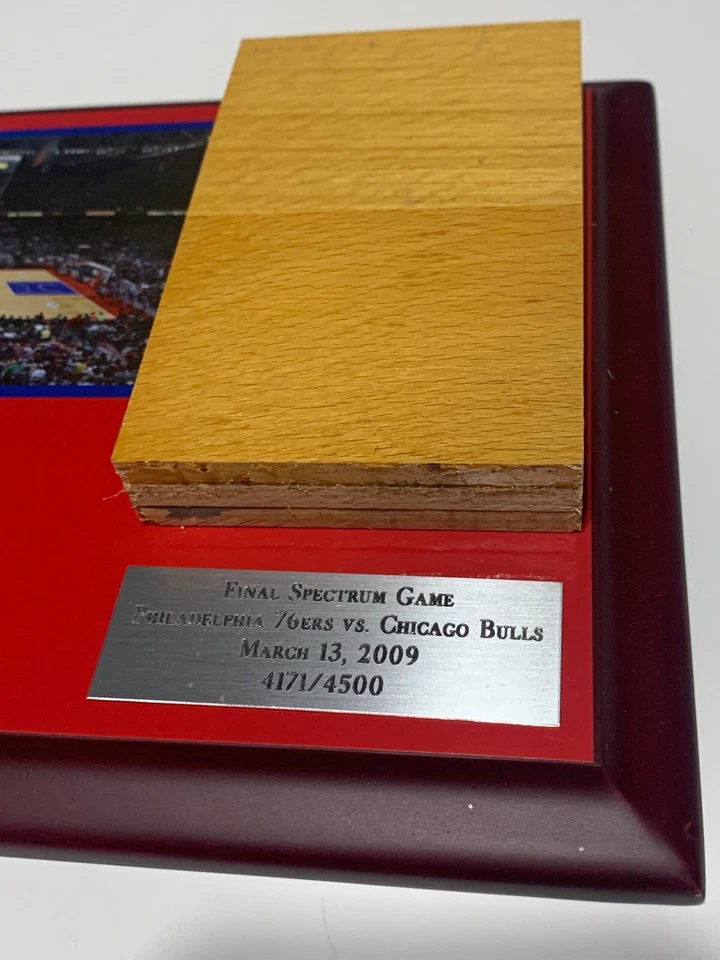 Final Spectrum Game
Philadelphia 76ers vs. Chicago Bulls
March 13, 2009
4171/4500